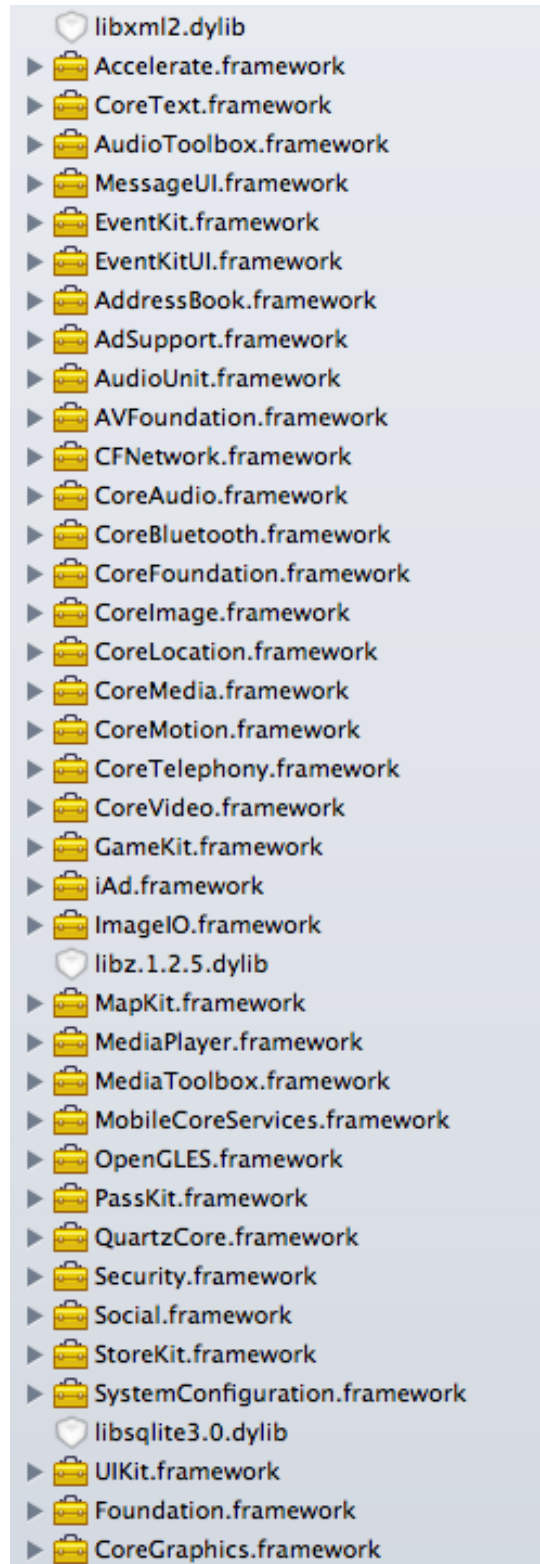 libxml2.dylib
Accelerate.framework
CoreText.framework
AudioToolbox.framework
MessageUI.framework
EventKit.framework
EventKitUI.framework
AddressBook.framework
AdSupport.framework
AudioUnit.framework
AVFoundation.framework
CFNetwork.framework
CoreAudio.framework
CoreBluetooth.framework
CoreFoundation.framework
CoreImage.framework
CoreLocation.framework
CoreMedia.framework
CoreMotion.framework
CoreTelephony.framework
CoreVideo.framework
GameKit.framework
iAd.framework
ImageIO.framework
libz.1.2.5.dylib
MapKit.framework
MediaPlayer.framework
MediaToolbox.framework
MobileCoreServices.framework
OpenGLES.framework
PassKit.framework
QuartzCore.framework
Security.framework
Social.framework
StoreKit.framework
SystemConfiguration.framework
libsqlite3.0.dylib
UIKit.framework
Foundation.framework
CoreGraphics.framework